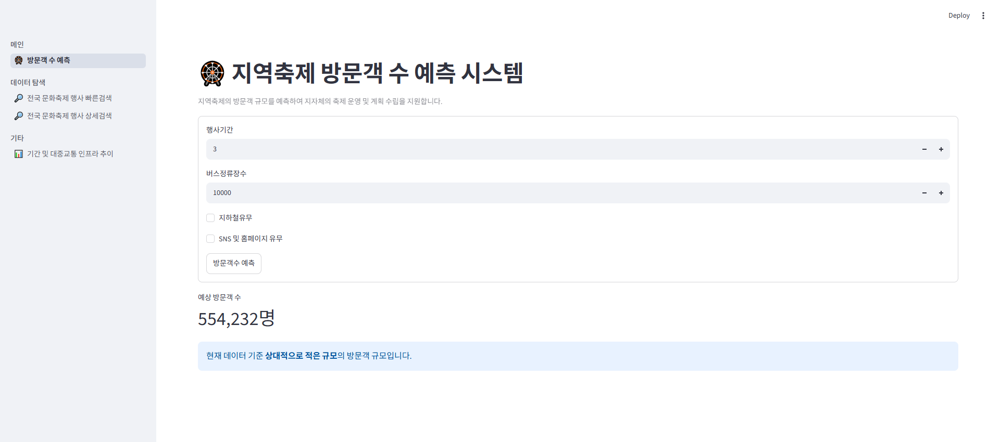 Deploy
메인
방문객 수 예측
데이터 탐색
전국 문화축제 행사 빠른검색
전국 문화축제 행사 상세검색
기타
기간 및 대중교통 인프라 추이
지역축제 방문객 수 예측 시스템
지역축제의 방문객 규모를 예측하여 지자체의 축제 운영 및 계획 수립을 지원합니다.
행사기간
3
버스정류장수
10000
지하철유무
SNS 및 홈페이지 유무
방문객수 예측
예상 방문객 수
554,232명
현재 데이터 기준 상대적으로 적은 규모의 방문객 규모입니다.